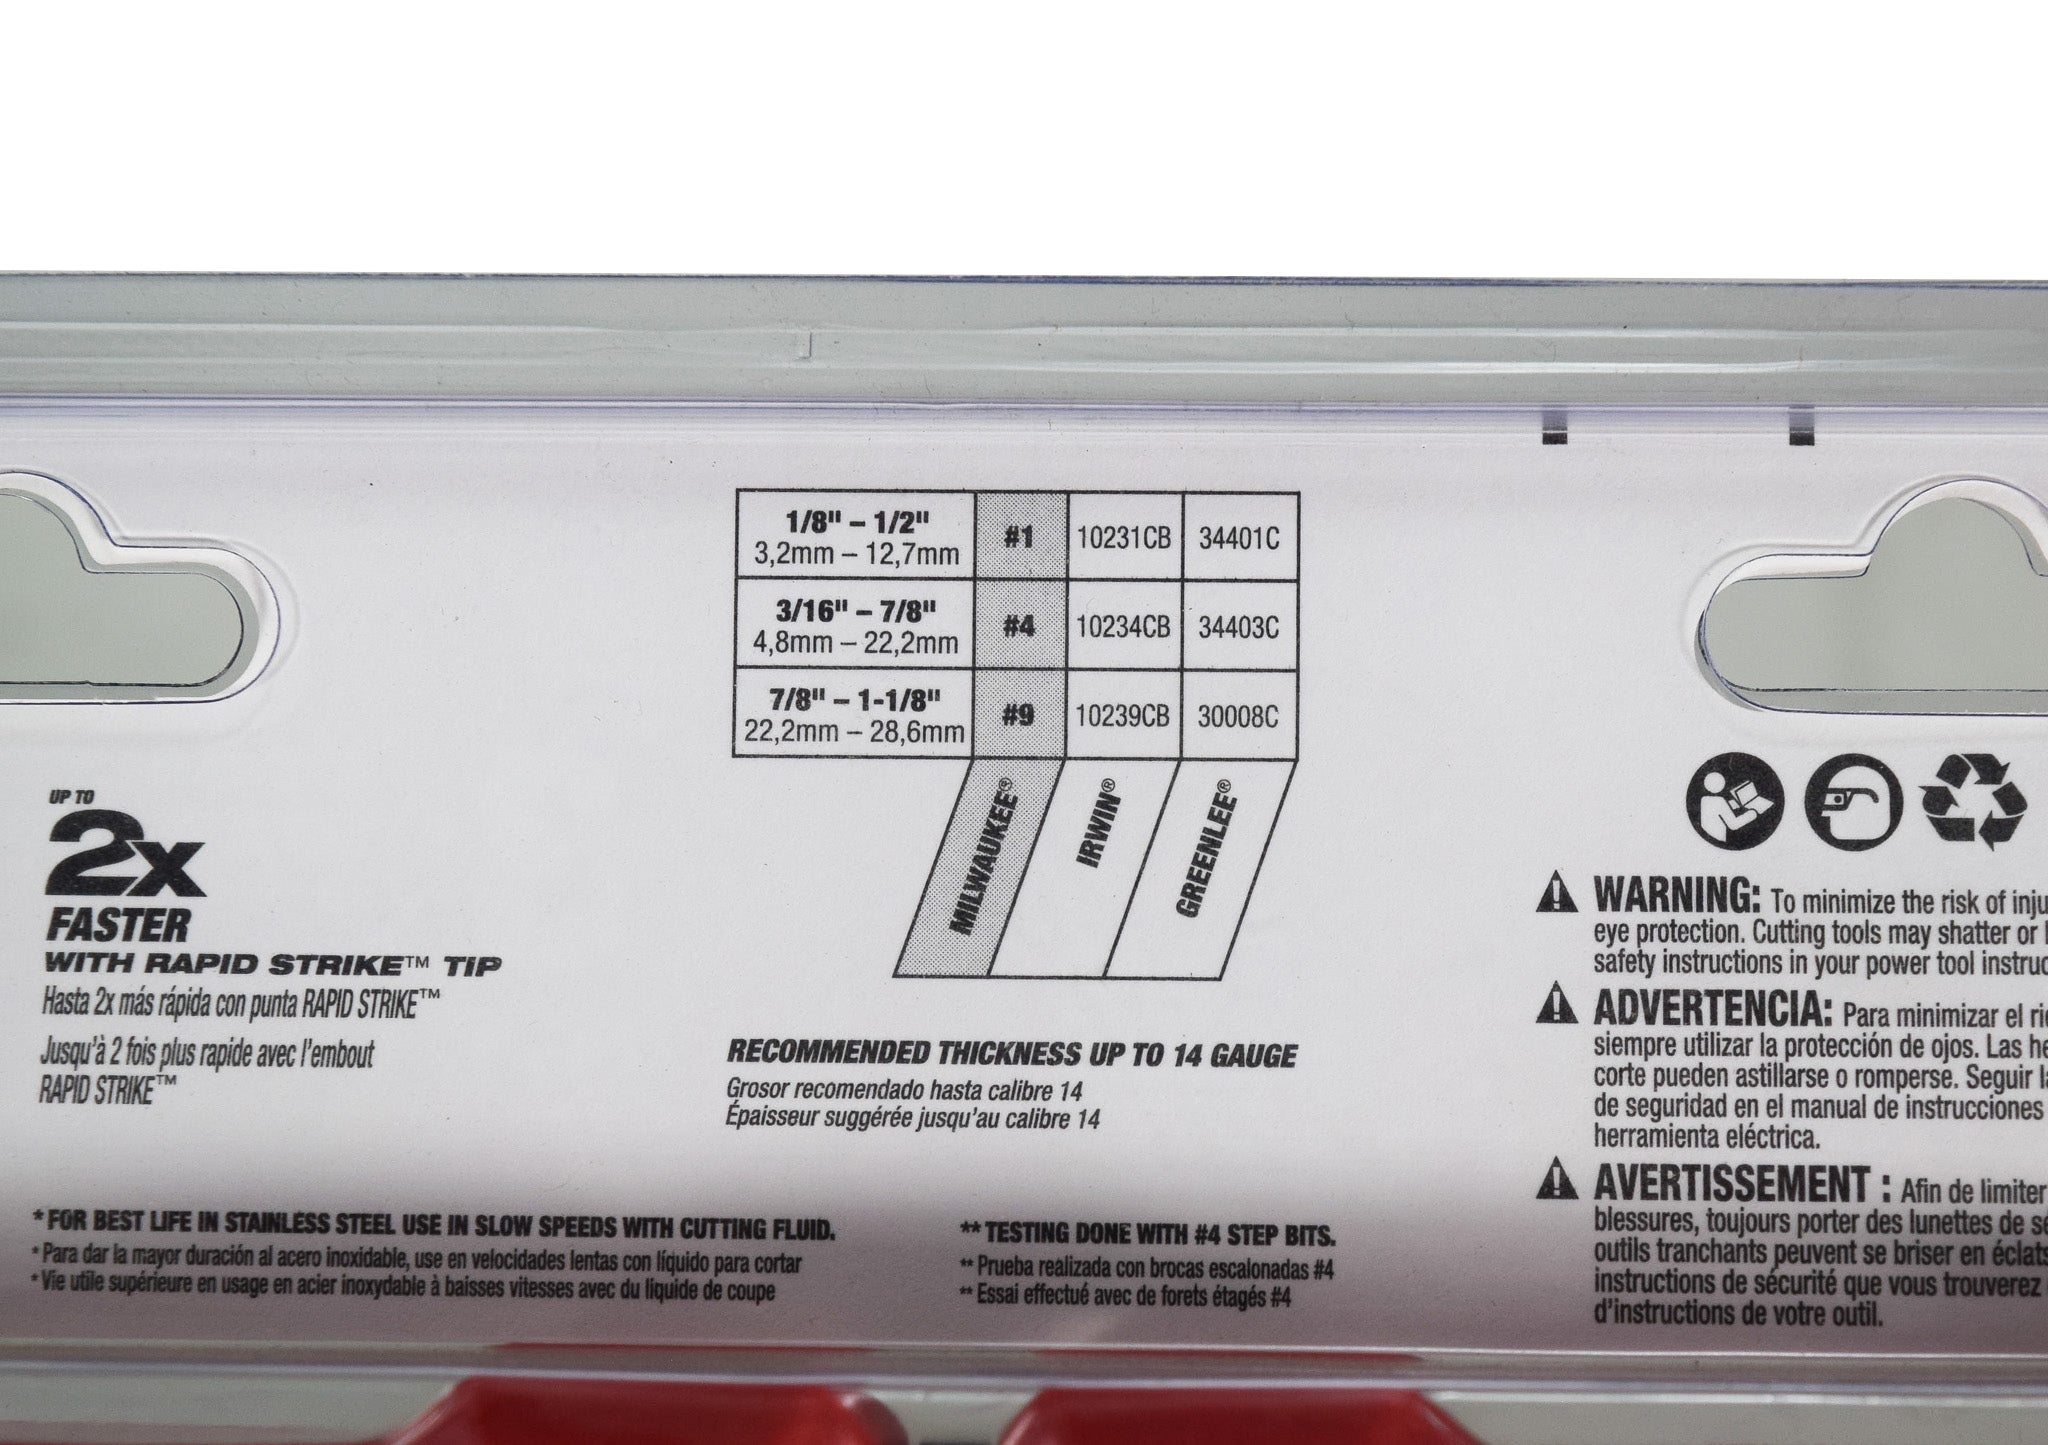 1/8" – 1/2"
3,2mm – 12,7mm
#1
10231CB
34401C
3/16" – 7/8"
4,8mm – 22,2mm
#4
10234CB
34403C
7/8" – 1-1/8"
22,2mm – 28,6mm
#9
10239CB
30008C
MILWAUKEE®
IRWIN®
GREENLEE®
RECOMMENDED THICKNESS UP TO 14 GAUGE
Grosor recomendado hasta calibre 14
Épaisseur suggérée jusqu'au calibre 14
UP TO
2x
FASTER
WITH RAPID STRIKE™ TIP
Hasta 2x más rápida con punta RAPID STRIKE™
Jusqu'à 2 fois plus rapide avec l'embout
RAPID STRIKE™
*FOR BEST LIFE IN STAINLESS STEEL USE IN SLOW SPEEDS WITH CUTTING FLUID.
*Para dar la mayor duración al acero inoxidable, use en velocidades lentas con líquido para cortar
*Vie utile supérieure en usage en acier inoxydable à baisses vitesses avec du liquide de coupe
**TESTING DONE WITH #4 STEP BITS.
**Prueba realizada con brocas escalonadas #4
**Essai effectué avec de forets étagés #4
WARNING: To minimize the risk of inju
eye protection. Cutting tools may shatter or
safety instructions in your power tool instruc
ADVERTENCIA: Para minimizar el ri
siempre utilizar la protección de ojos. Las he
corte pueden astillarse o romperse. Seguir l
de seguridad en el manual de instrucciones
herramienta eléctrica.
AVERTISSEMENT : Afin de limiter
blessures, toujours porter des lunettes de s
outils tranchants peuvent se briser en éclats
instructions de sécurité que vous trouverez
d'instructions de votre outil.